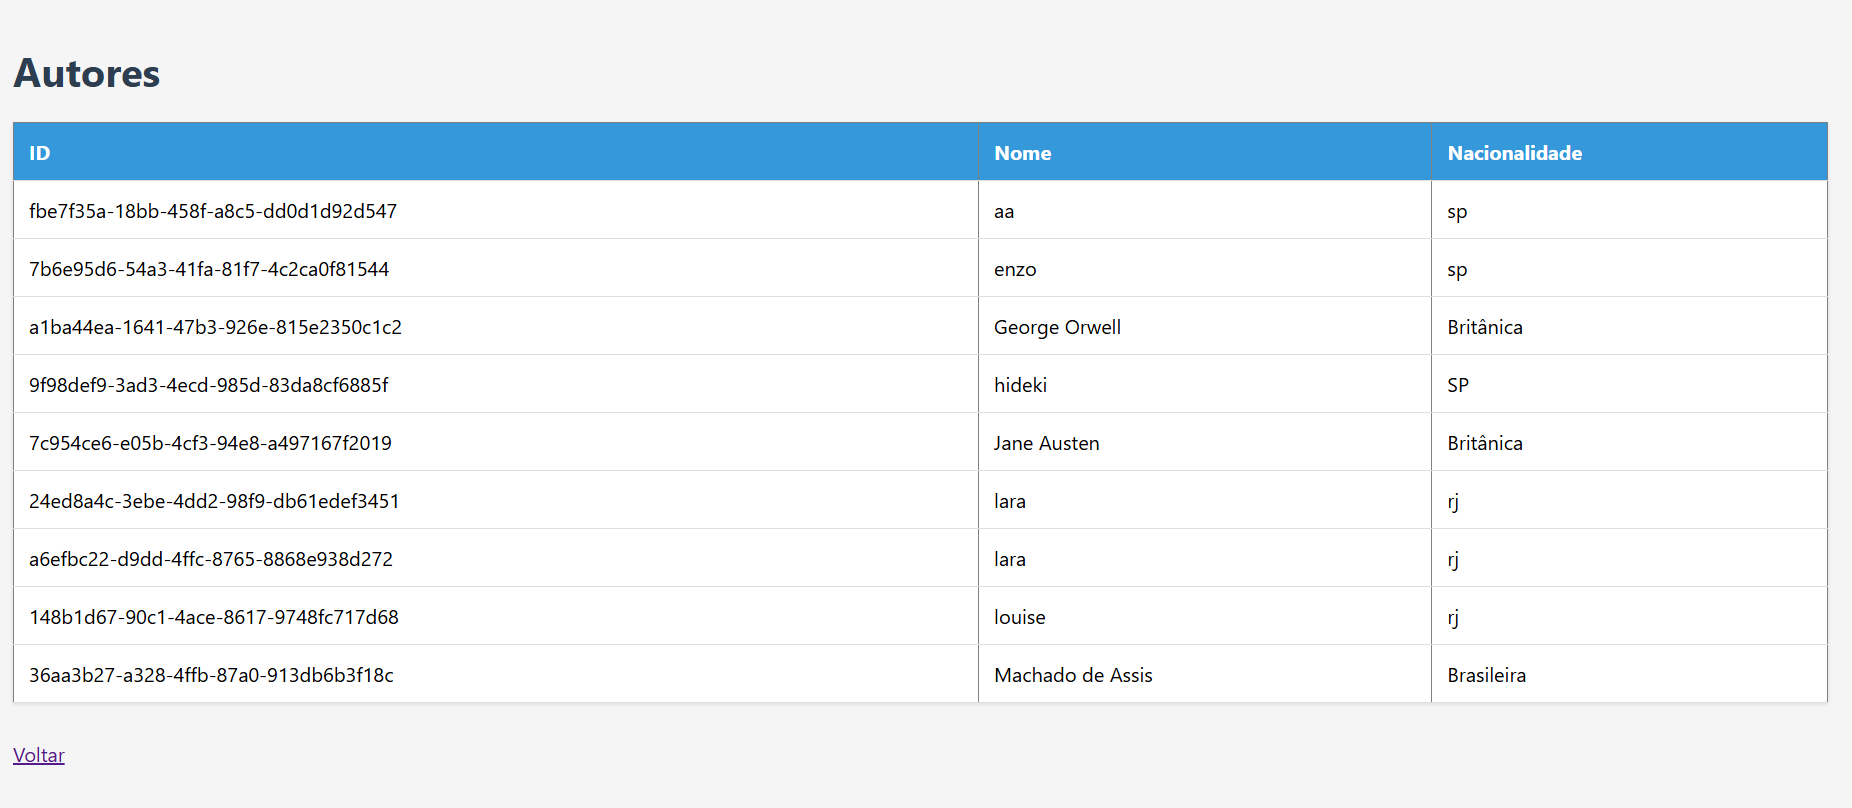 Autores
ID Nome Nacionalidade
fbe7f35a-18bb-458f-a8c5-dd0d1d92d547 aa sp
7b6e95d6-54a3-41fa-81f7-4c2ca0f81544 enzo sp
a1ba44ea-1641-47b3-926e-815e2350c1c2 George Orwell Britânica
9f98def9-3ad3-4ecd-985d-83da8cf6885f hideki SP
7c954ce6-e05b-4cf3-94e8-a497167f2019 Jane Austen Britânica
24ed8a4c-3ebe-4dd2-98f9-db61edef3451 lara rj
a6efbc22-d9dd-4ffc-8765-8868e938d272 lara rj
148b1d67-90c1-4ace-8617-9748fc717d68 louise rj
36aa3b27-a328-4ffb-87a0-913db6b3f18c Machado de Assis Brasileira
Voltar